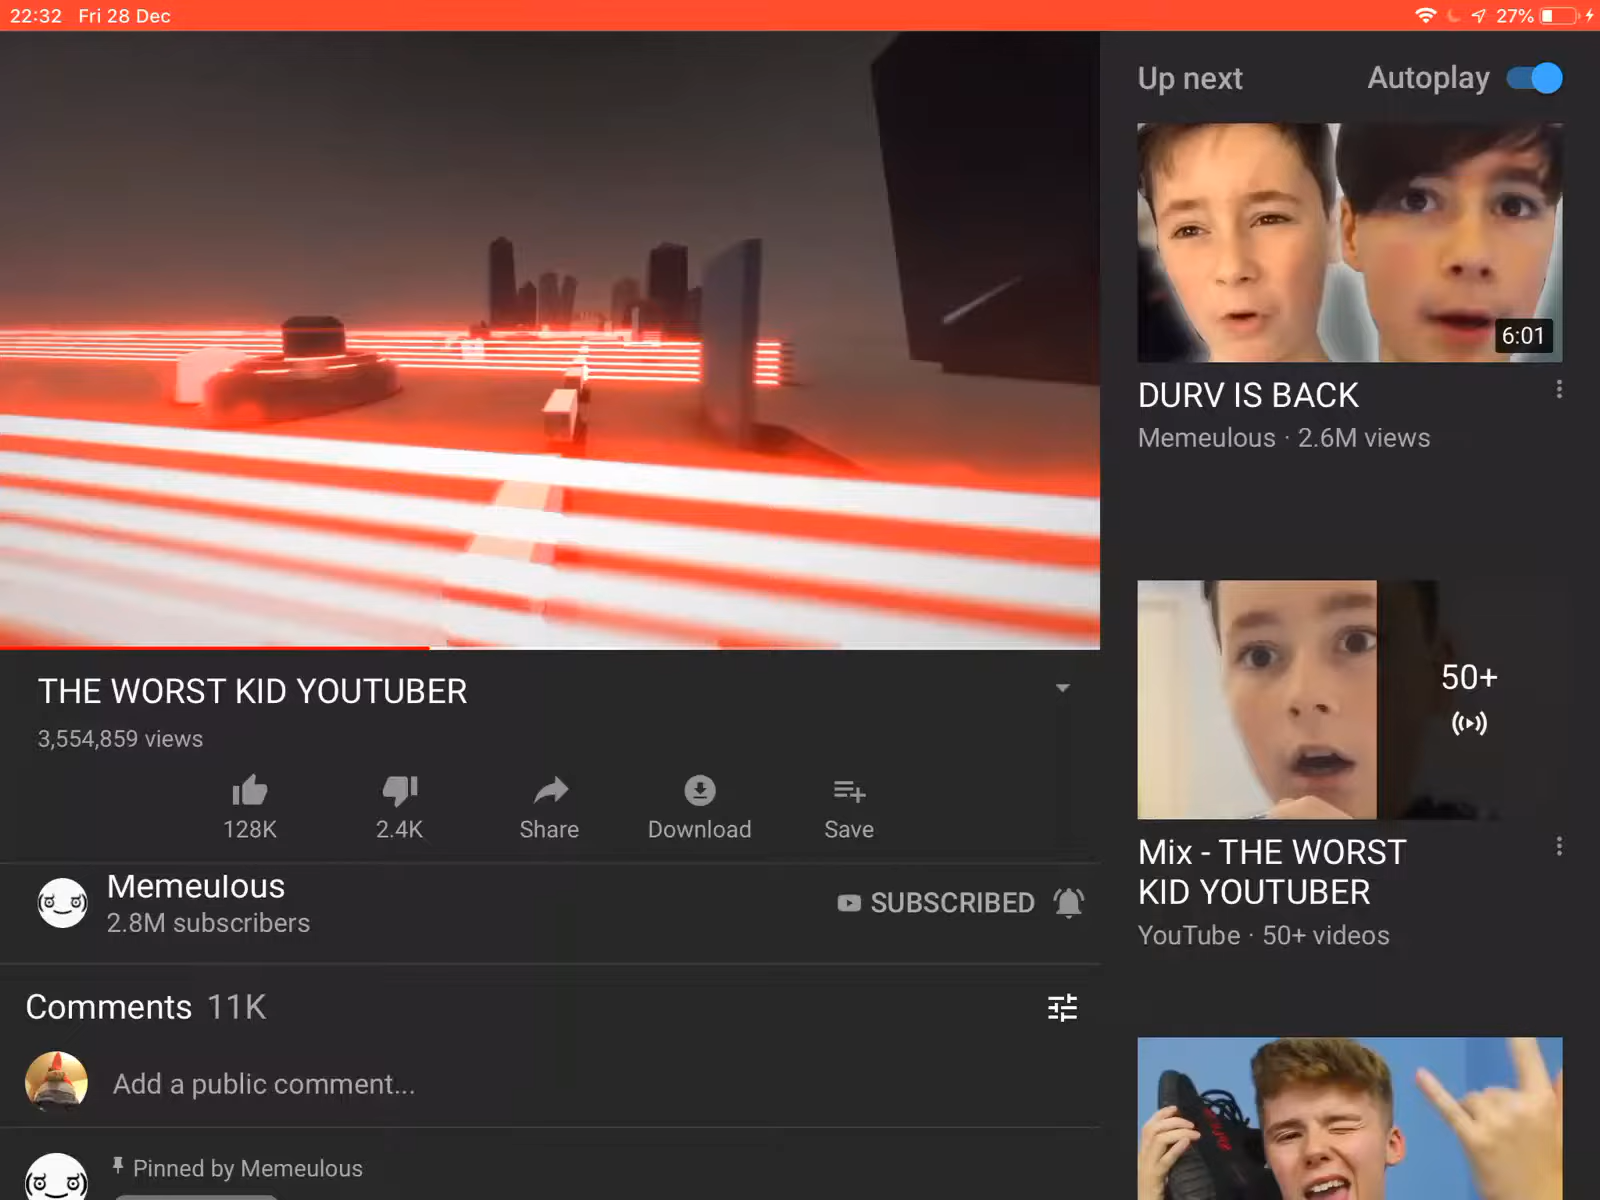 22:32 Fri 28 Dec
27%
Up next
Autoplay
6:01
DURV IS BACK
Memeulous · 2.6M views
50+
Mix - THE WORST
KID YOUTUBER
YouTube · 50+ videos
THE WORST KID YOUTUBER
3,554,859 views
128K
2.4K
Share
Download
Save
Memeulous
2.8M subscribers
SUBSCRIBED
Comments 11K
Add a public comment...
Pinned by Memeulous